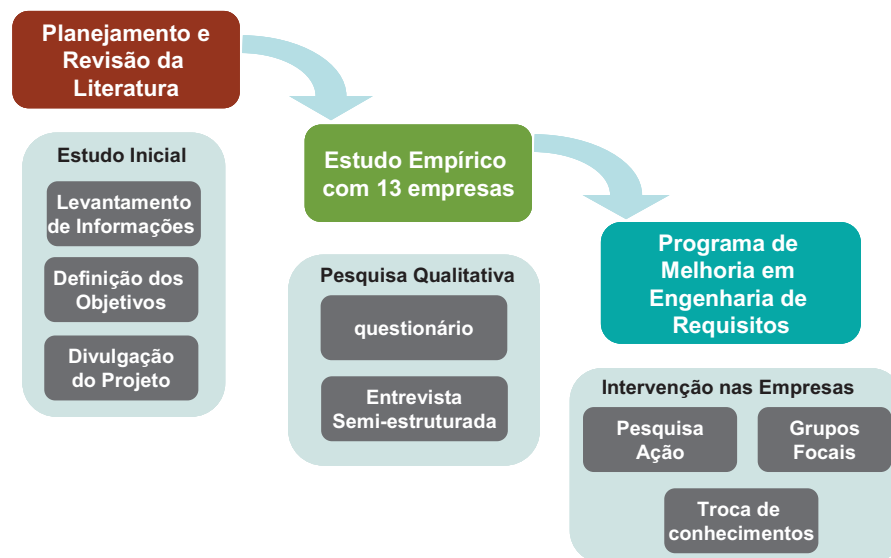 Planejamento e
Revisão da
Literatura
Estudo Inicial
Levantamento
de Informações
Definição dos
Objetivos
Divulgação
do Projeto
Estudo Empírico
com 13 empresas
Pesquisa Qualitativa
questionário
Entrevista
Semi-estruturada
Programa de
Melhoria em
Engenharia de
Requisitos
Intervenção nas Empresas
Pesquisa
Ação
Grupos
Focais
Troca de
conhecimentos